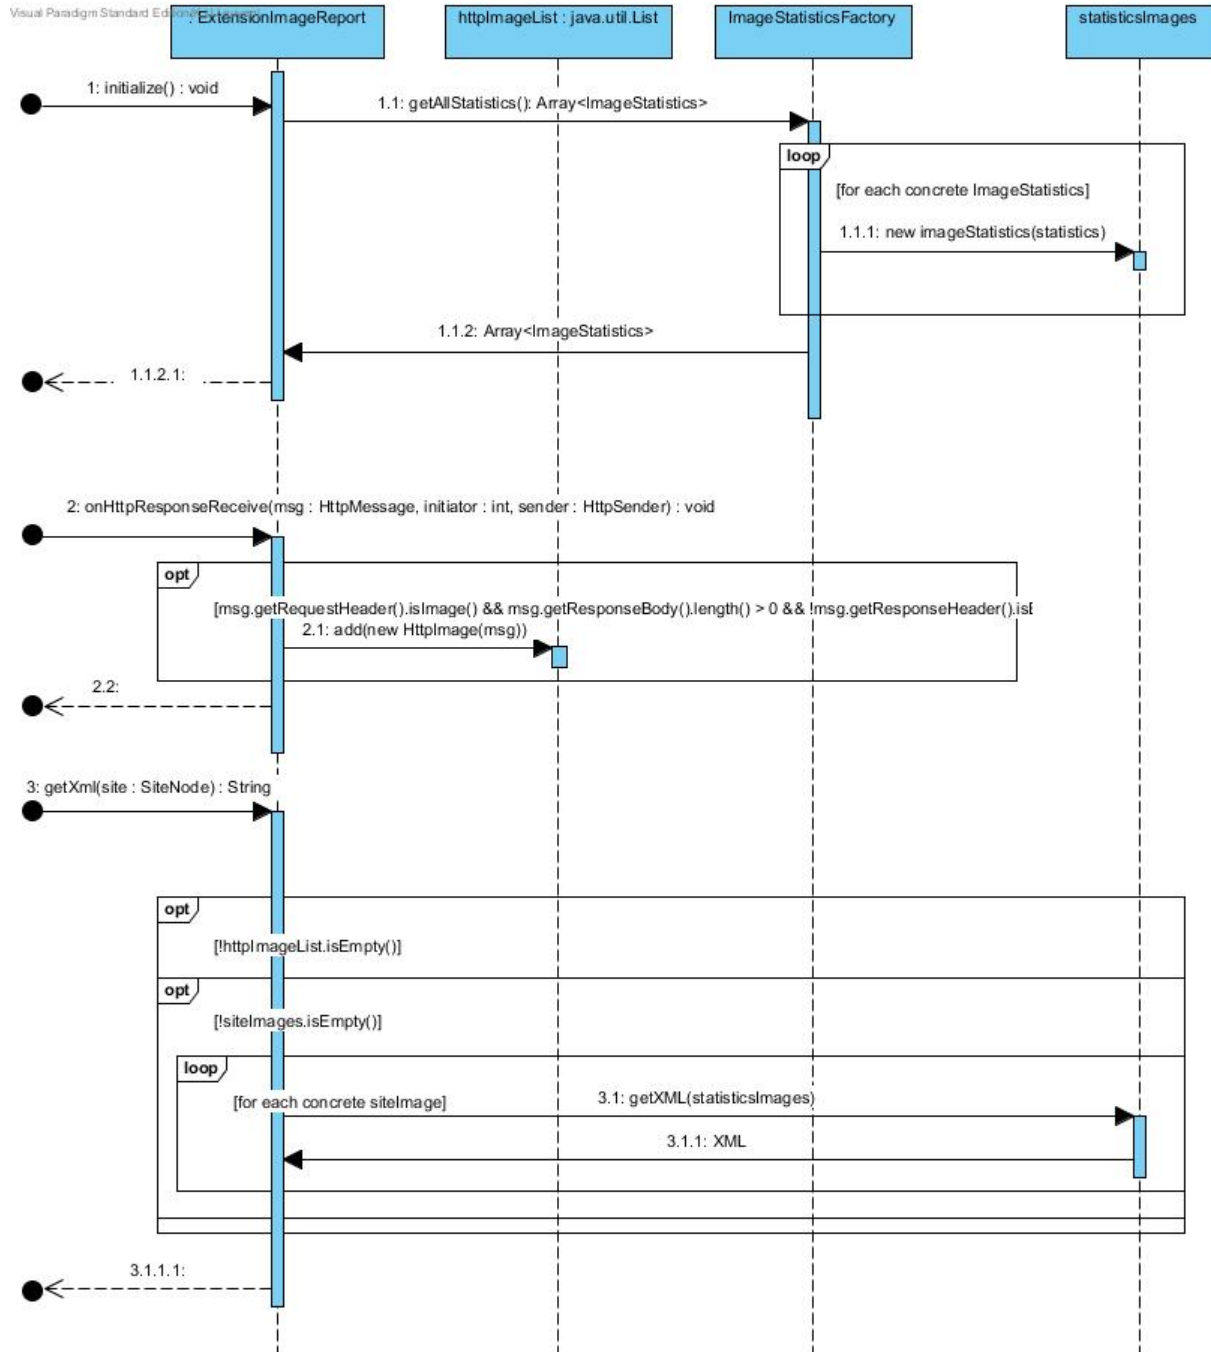 Visual Paradigm Standard Edition
: ExtensionImageReport
httpImageList : java.util.List
ImageStatisticsFactory
statisticsImages
1: initialize() : void
1.1: getAllStatistics(): Array<ImageStatistics>
loop
[for each concrete ImageStatistics]
1.1.1: new imageStatistics(statistics)
1.1.2: Array<ImageStatistics>
1.1.2.1:
2: onHttpResponseReceive(msg : HttpMessage, initiator : int, sender : HttpSender) : void
opt
[msg.getRequestHeader().isImage() && msg.getResponseBody().length() > 0 && !msg.getResponseHeader().isE
2.1: add(new HttpImage(msg))
2.2:
3: getXml(site : SiteNode) : String
opt
[!httpImageList.isEmpty()]
opt
[!siteImages.isEmpty()]
loop
[for each concrete siteImage]
3.1: getXML(statisticsImages)
3.1.1: XML
3.1.1.1: